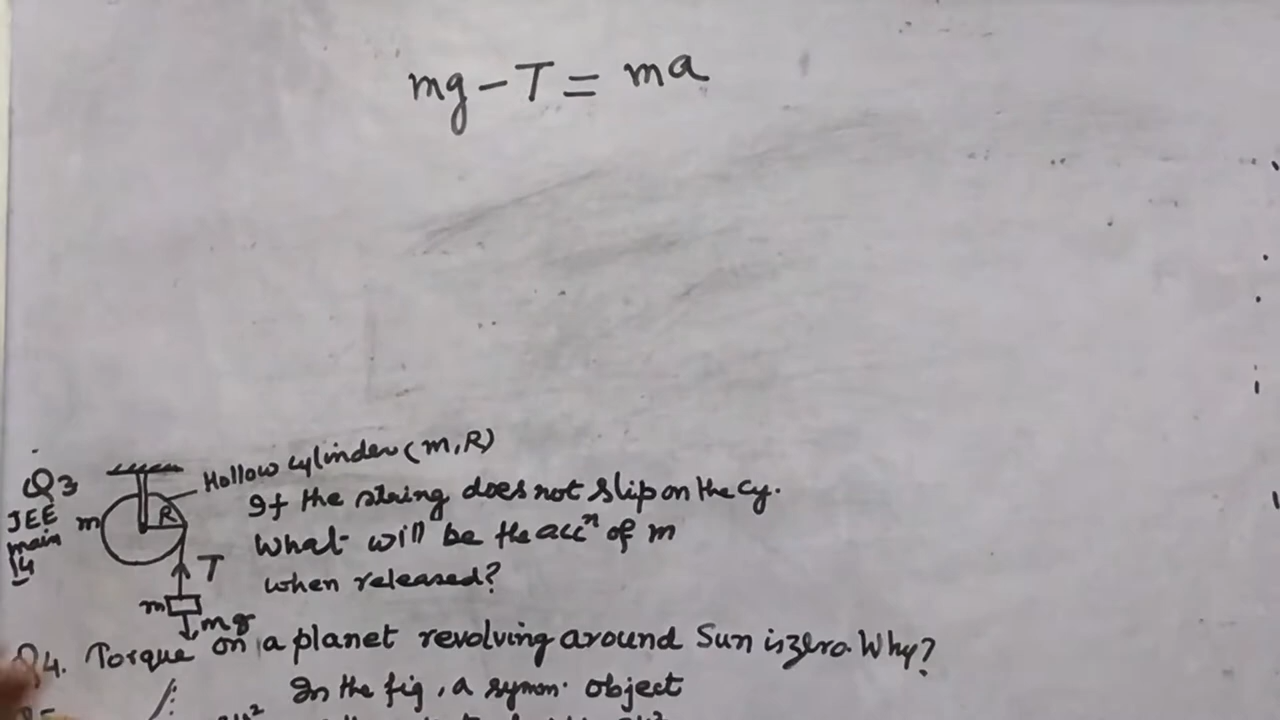 mg - T = ma
Q3 Hollow cylinder (m, R)
JEE main 14
m R
If the string does not slip on the cy.
What will be the accⁿ of m
when released?
T
m
mg
Q4. Torque on a planet revolving around Sun is zero. Why?
In the fig, a symm. object